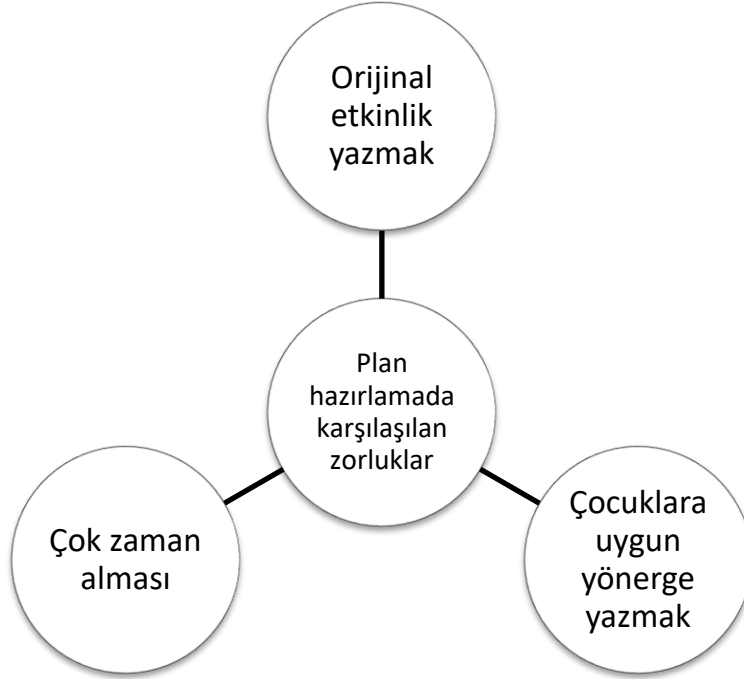 Orijinal
etkinlik
yazmak
Plan
hazırlamada
karşılaşılan
zorluklar
Çok zaman
alması
Çocuklara
uygun
yönerge
yazmak